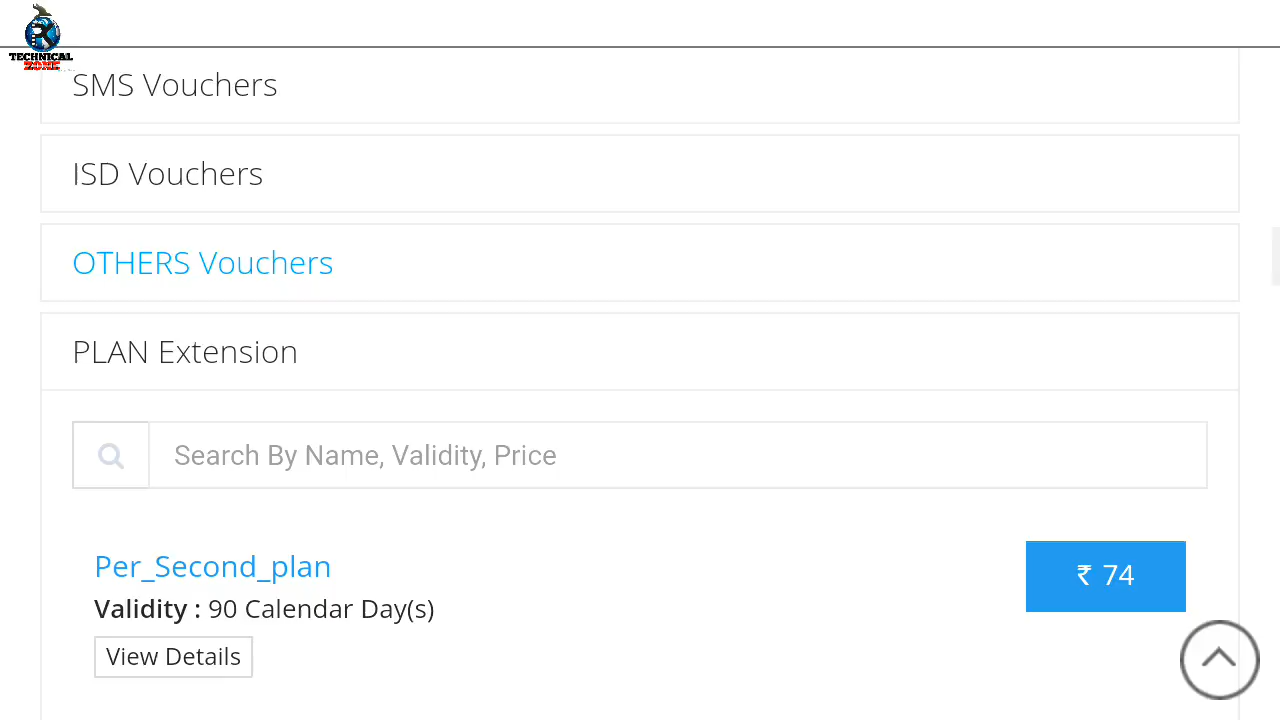 TECHNICAL
ZONE
SMS Vouchers
ISD Vouchers
OTHERS Vouchers
PLAN Extension
Search By Name, Validity, Price
Per_Second_plan
₹ 74
Validity : 90 Calendar Day(s)
View Details